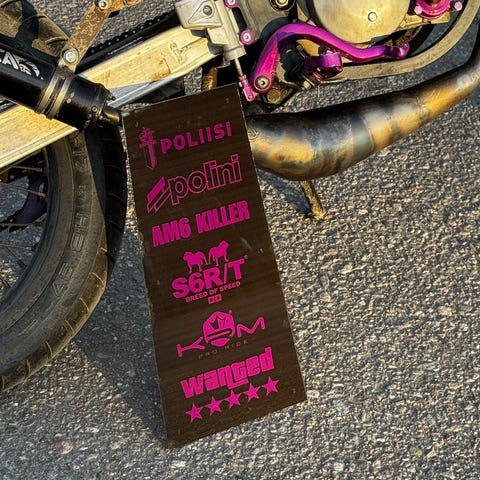 POLIISI
polini
AM6 KILLER
S6R/T
BREED OF SPEED
K M
PRO RIDE
wanted